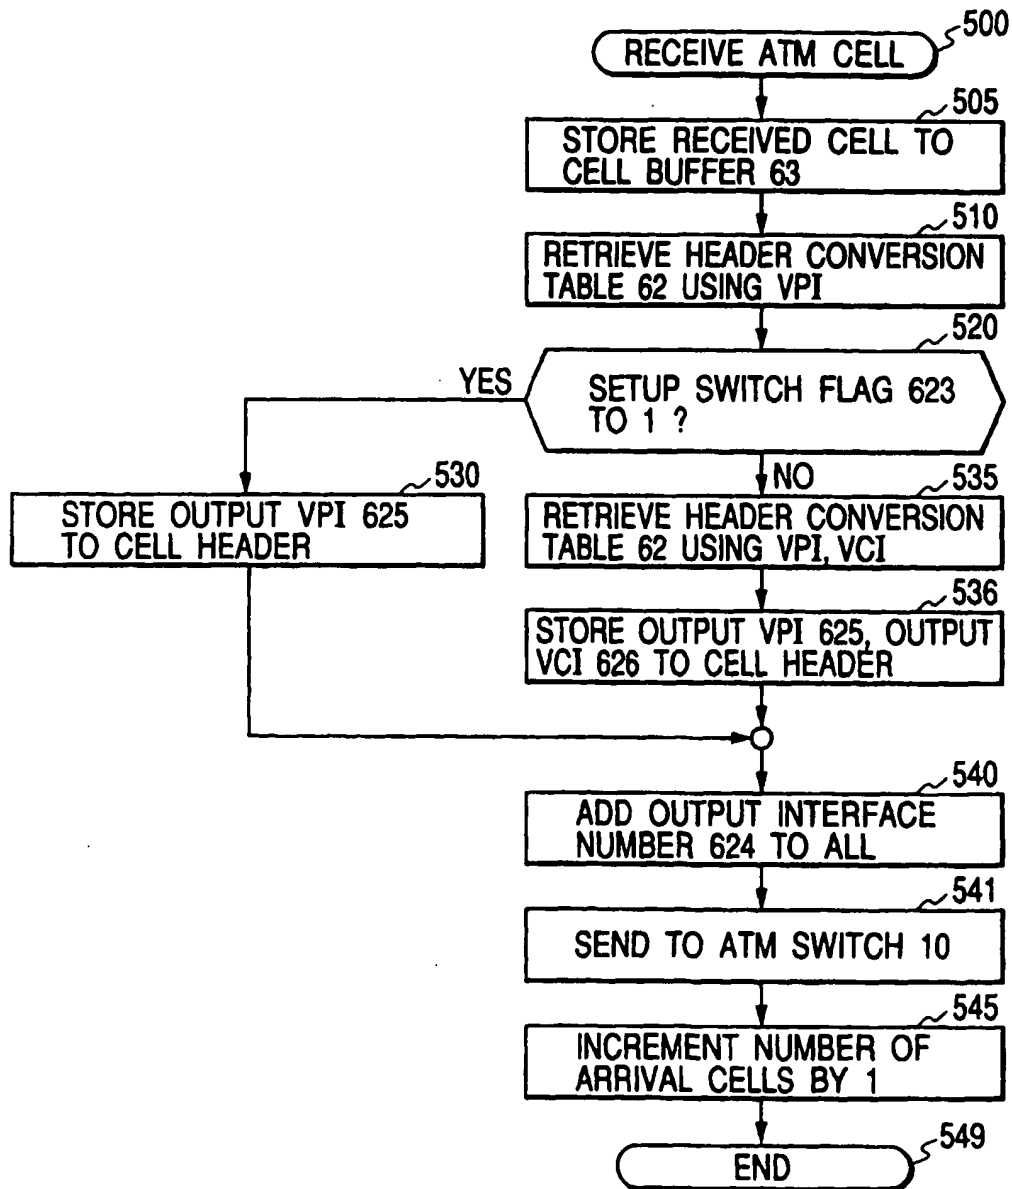 500
RECEIVE ATM CELL
505
STORE RECEIVED CELL TO
CELL BUFFER 63
510
RETRIEVE HEADER CONVERSION
TABLE 62 USING VPI
520
YES
SETUP SWITCH FLAG 623
TO 1 ?
NO
530
STORE OUTPUT VPI 625
TO CELL HEADER
535
RETRIEVE HEADER CONVERSION
TABLE 62 USING VPI, VCI
536
STORE OUTPUT VPI 625, OUTPUT
VCI 626 TO CELL HEADER
540
ADD OUTPUT INTERFACE
NUMBER 624 TO ALL
541
SEND TO ATM SWITCH 10
545
INCREMENT NUMBER OF
ARRIVAL CELLS BY 1
549
END